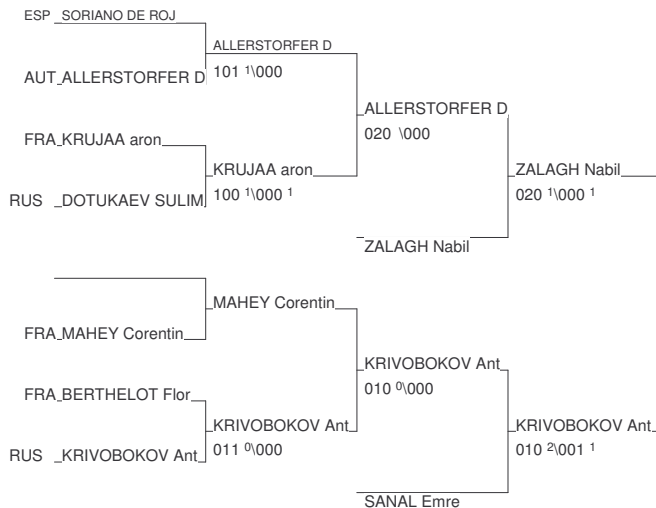 ESP SORIANO DE ROJ
ALLERSTORFER D
AUT ALLERSTORFER D
101 1\000
ALLERSTORFER D
020 \000
FRA KRUJAA aron
KRUJAA aron
ZALAGH Nabil
RUS DOTUKAEV SULIM
100 1\000 1
020 1\000 1
ZALAGH Nabil
MAHEY Corentin
FRA MAHEY Corentin
KRIVOBOKOV Ant
010 0\000
FRA BERTHELOT Flor
KRIVOBOKOV Ant
KRIVOBOKOV Ant
RUS KRIVOBOKOV Ant
011 0\000
010 2\001 1
SANAL Emre